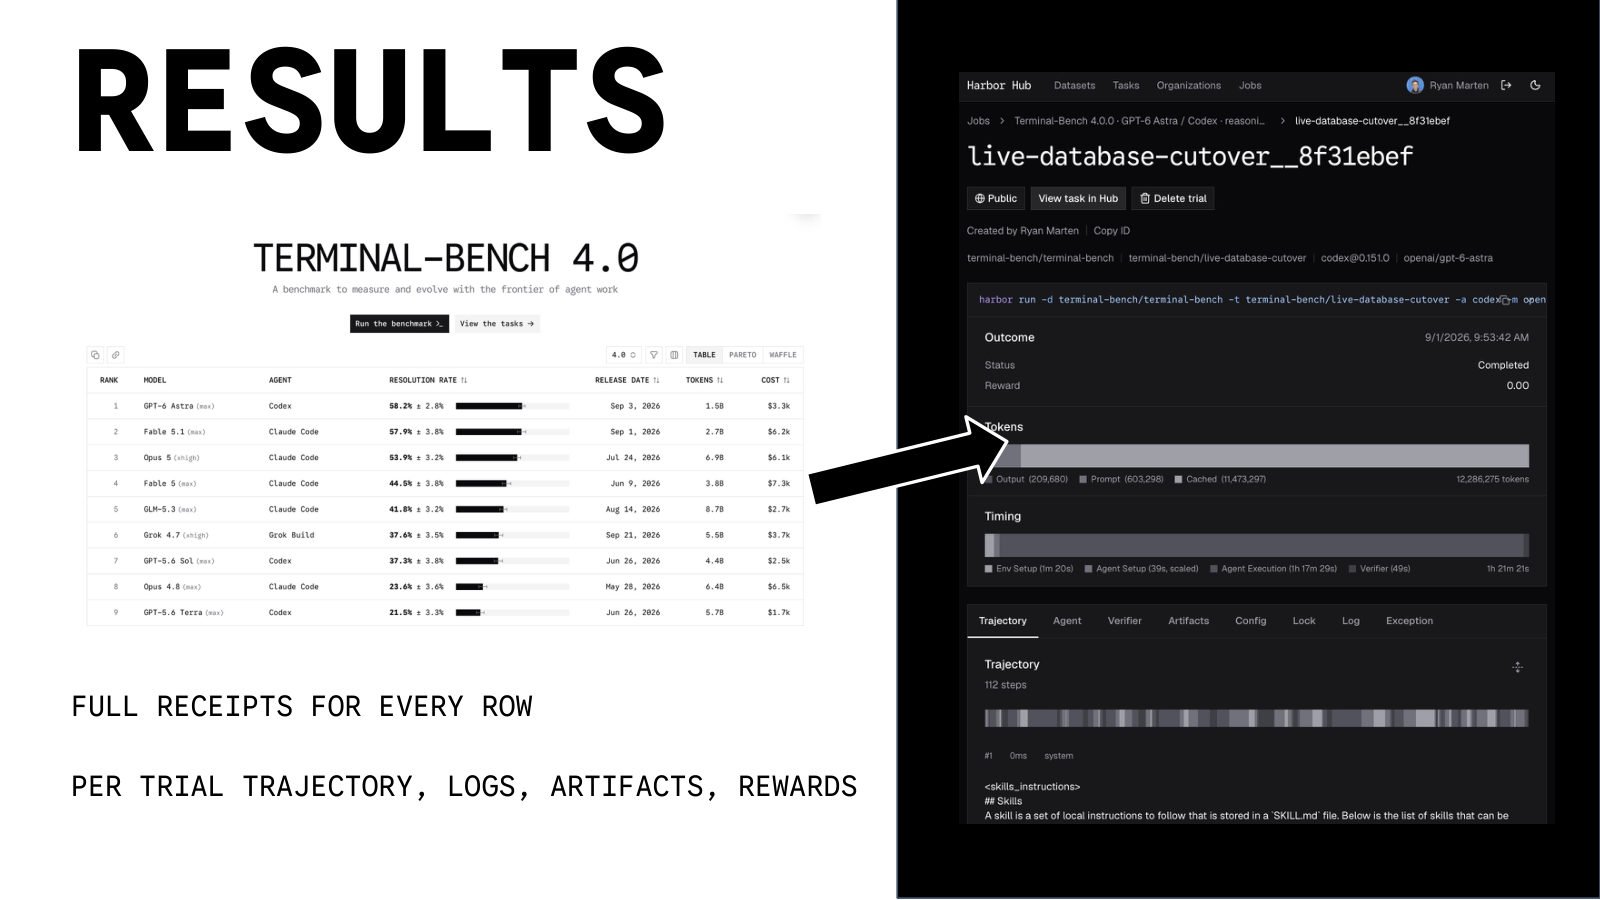 RESULTS
TERMINAL-BENCH 4.0
A benchmark to measure and evolve with the frontier of agent work
Run the benchmark >_ View the tasks →
4.0 TABLE PARETO WAFFLE
RANK MODEL AGENT RESOLUTION RATE ↑↓ RELEASE DATE ↑↓ TOKENS ↑↓ COST ↑↓
1 GPT-6 Astra (max) Codex 58.2% ± 2.8% Sep 3, 2026 1.5B $3.3k
2 Fable 5.1 (max) Claude Code 57.9% ± 3.8% Sep 1, 2026 2.7B $6.2k
3 Opus 5 (xhigh) Claude Code 53.9% ± 3.2% Jul 24, 2026 6.9B $6.1k
4 Fable 5 (max) Claude Code 44.5% ± 3.8% Jun 9, 2026 3.8B $7.3k
5 GLM-5.3 (max) Claude Code 41.8% ± 3.2% Aug 14, 2026 8.7B $2.7k
6 Grok 4.7 (xhigh) Grok Build 37.6% ± 3.5% Sep 21, 2026 5.5B $3.7k
7 GPT-5.6 Sol (max) Codex 37.3% ± 3.8% Jun 26, 2026 4.4B $2.5k
8 Opus 4.8 (max) Claude Code 23.6% ± 3.6% May 28, 2026 6.4B $6.5k
9 GPT-5.6 Terra (max) Codex 21.5% ± 3.3% Jun 26, 2026 5.7B $1.7k
FULL RECEIPTS FOR EVERY ROW
PER TRIAL TRAJECTORY, LOGS, ARTIFACTS, REWARDS
Harbor Hub Datasets Tasks Organizations Jobs Ryan Marten
Jobs > Terminal-Bench 4.0.0 · GPT-6 Astra / Codex · reasoni... > live-database-cutover__8f31ebef
live-database-cutover__8f31ebef
Public View task in Hub Delete trial
Created by Ryan Marten | Copy ID
terminal-bench/terminal-bench | terminal-bench/live-database-cutover | codex@0.151.0 | openai/gpt-6-astra
harbor run -d terminal-bench/terminal-bench -t terminal-bench/live-database-cutover -a codex -m open
Outcome 9/1/2026, 9:53:42 AM
Status Completed
Reward 0.00
Tokens
Output (209,680) Prompt (603,298) Cached (11,473,297) 12,286,275 tokens
Timing
Env Setup (1m 20s) Agent Setup (39s, scaled) Agent Execution (1h 17m 29s) Verifier (49s) 1h 21m 21s
Trajectory Agent Verifier Artifacts Config Lock Log Exception
Trajectory
112 steps
#1 0ms system
<skills_instructions>
## Skills
A skill is a set of local instructions to follow that is stored in a `SKILL.md` file. Below is the list of skills that can be